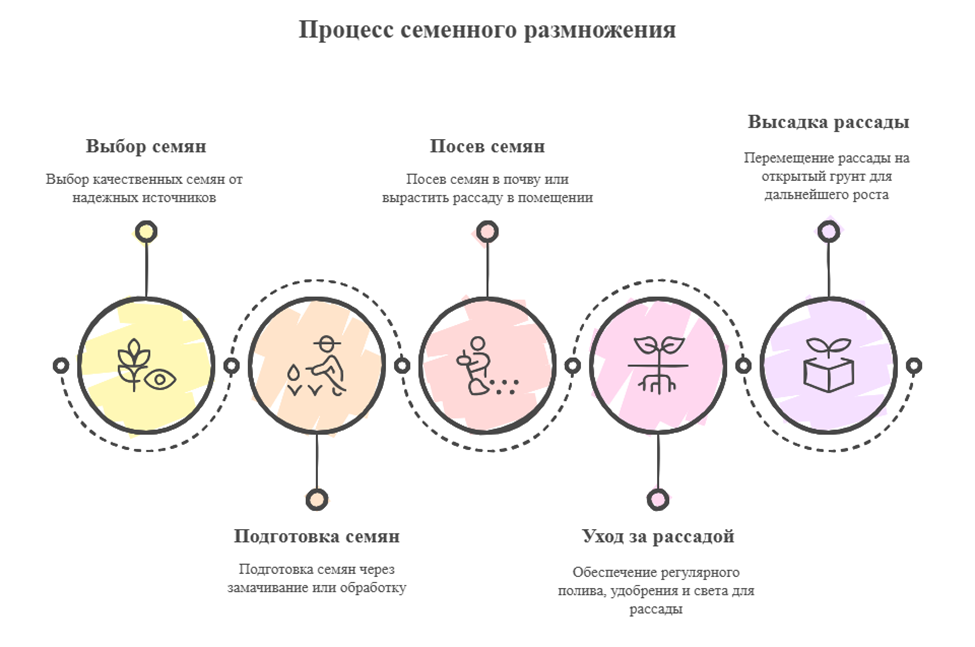 Процесс семенного размножения
Выбор семян
Выбор качественных семян от
надежных источников
Подготовка семян
Подготовка семян через
замачивание или обработку
Посев семян
Посев семян в почву или
вырастить рассаду в помещении
Уход за рассадой
Обеспечение регулярного
полива, удобрения и света для
рассады
Высадка рассады
Перемещение рассады на
открытый грунт для
дальнейшего роста